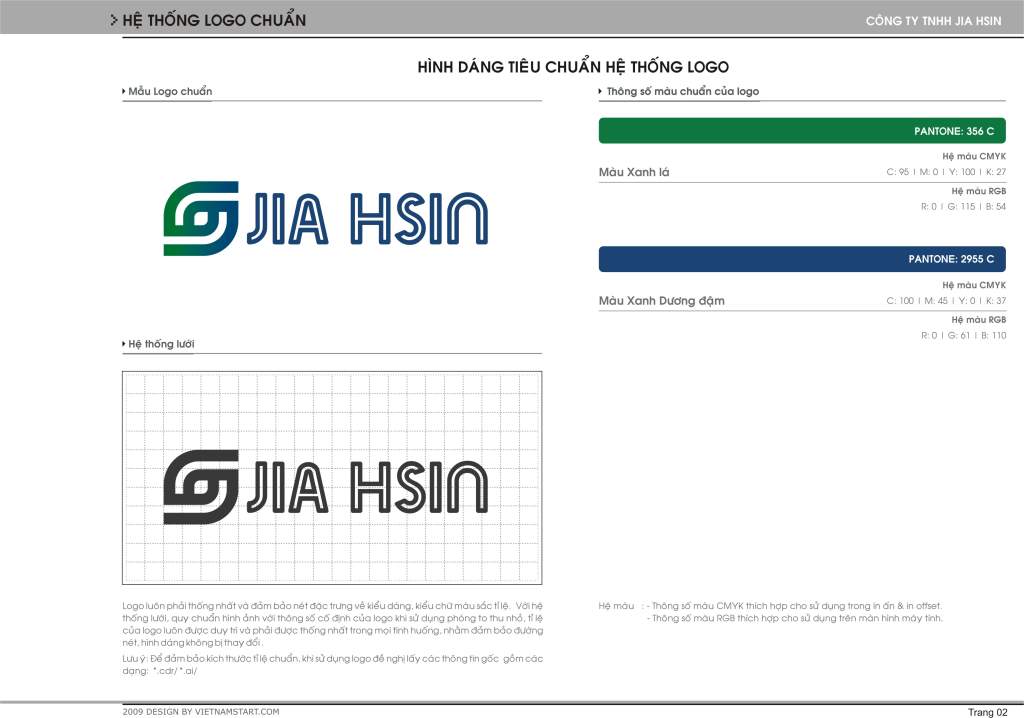 HỆ THỐNG LOGO CHUẨN
CÔNG TY TNHH JIA HSIN
HÌNH DÁNG TIÊU CHUẨN HỆ THỐNG LOGO
Mẫu Logo chuẩn
JIA HSIN
Thông số màu chuẩn của logo
PANTONE: 356 C
Hệ màu CMYK
Màu Xanh lá
C: 95 I M: 0 I Y: 100 I K: 27
Hệ màu RGB
R: 0 I G: 115 I B: 54
PANTONE: 2955 C
Hệ màu CMYK
Màu Xanh Dương đậm
C: 100 I M: 45 I Y: 0 I K: 37
Hệ màu RGB
R: 0 I G: 61 I B: 110
Hệ thống lưới
JIA HSIN
Logo luôn phải thống nhất và đảm bảo nét đặc trưng về kiểu dáng, kiểu chữ màu sắc tỉ lệ. Với hệ
thống lưới, quy chuẩn hình ảnh với thông số cố định của logo khi sử dụng phóng to thu nhỏ, tỉ lệ
của logo luôn được duy trì và phải được thống nhất trong mọi tình huống, nhằm đảm bảo đường
nét, hình dáng không bị thay đổi .
Lưu ý: Để đảm bảo kích thước tỉ lệ chuẩn, khi sử dụng logo đề nghị lấy các thông tin gốc gồm các
dạng: *.cdr/ *.ai/
Hệ màu : - Thông số màu CMYK thích hợp cho sử dụng trong in ấn & in offset.
- Thông số màu RGB thích hợp cho sử dụng trên màn hình máy tính.
2009 DESIGN BY VIETNAMSTART.COM
Trang 02